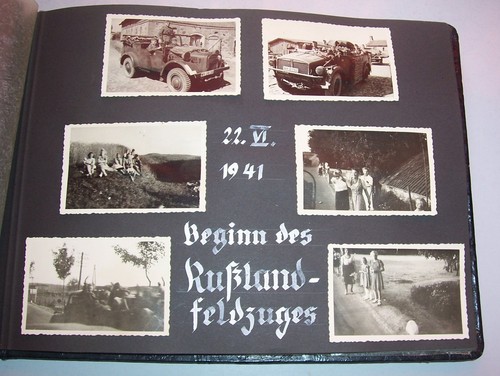 22. VI.
1941
Beginn des
Rußland-
feldzuges